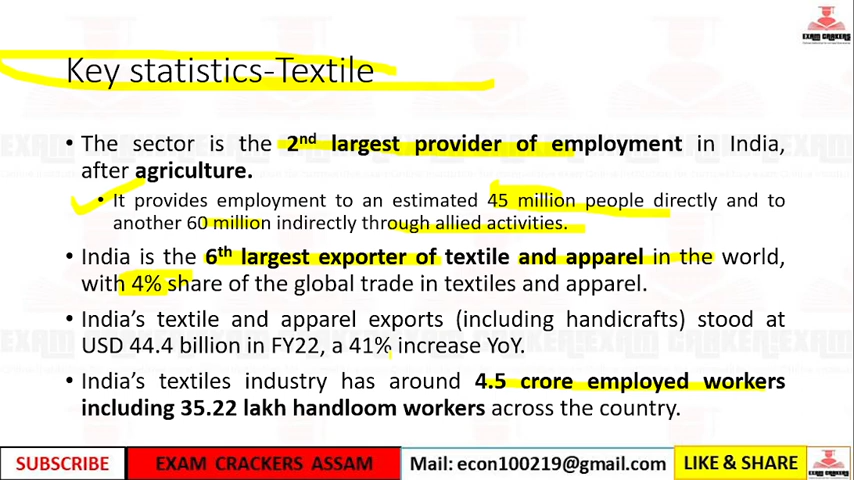 EXAM CRACKERS
Key statistics-Textile
• The sector is the 2nd largest provider of employment in India,
after agriculture.
• It provides employment to an estimated 45 million people directly and to
another 60 million indirectly through allied activities.
• India is the 6th largest exporter of textile and apparel in the world,
with 4% share of the global trade in textiles and apparel.
• India’s textile and apparel exports (including handicrafts) stood at
USD 44.4 billion in FY22, a 41% increase YoY.
• India’s textiles industry has around 4.5 crore employed workers
including 35.22 lakh handloom workers across the country.
SUBSCRIBE
EXAM CRACKERS ASSAM
Mail: econ100219@gmail.com
LIKE & SHARE